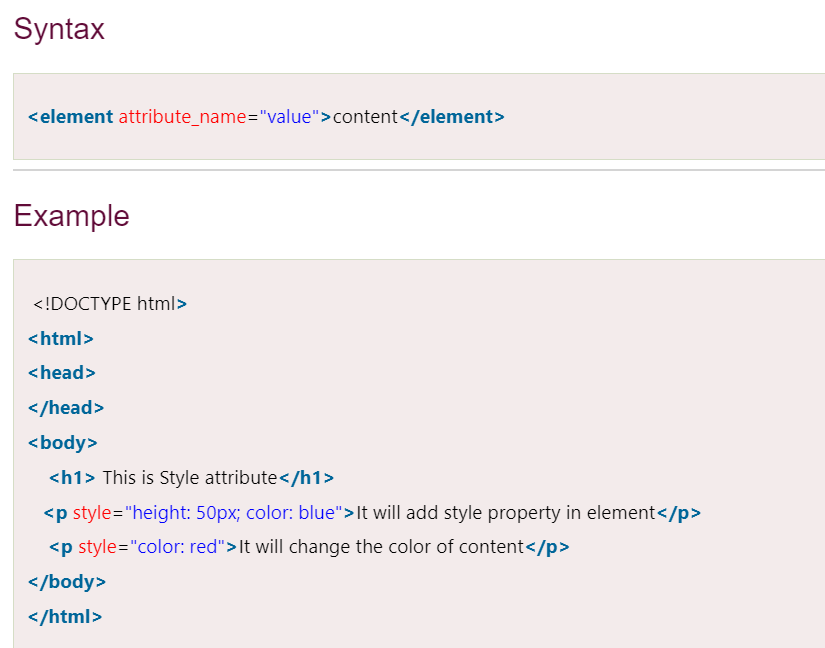 Syntax
<element attribute_name="value">content</element>
Example
<!DOCTYPE html>
<html>
<head>
</head>
<body>
<h1> This is Style attribute</h1>
<p style="height: 50px; color: blue">It will add style property in element</p>
<p style="color: red">It will change the color of content</p>
</body>
</html>